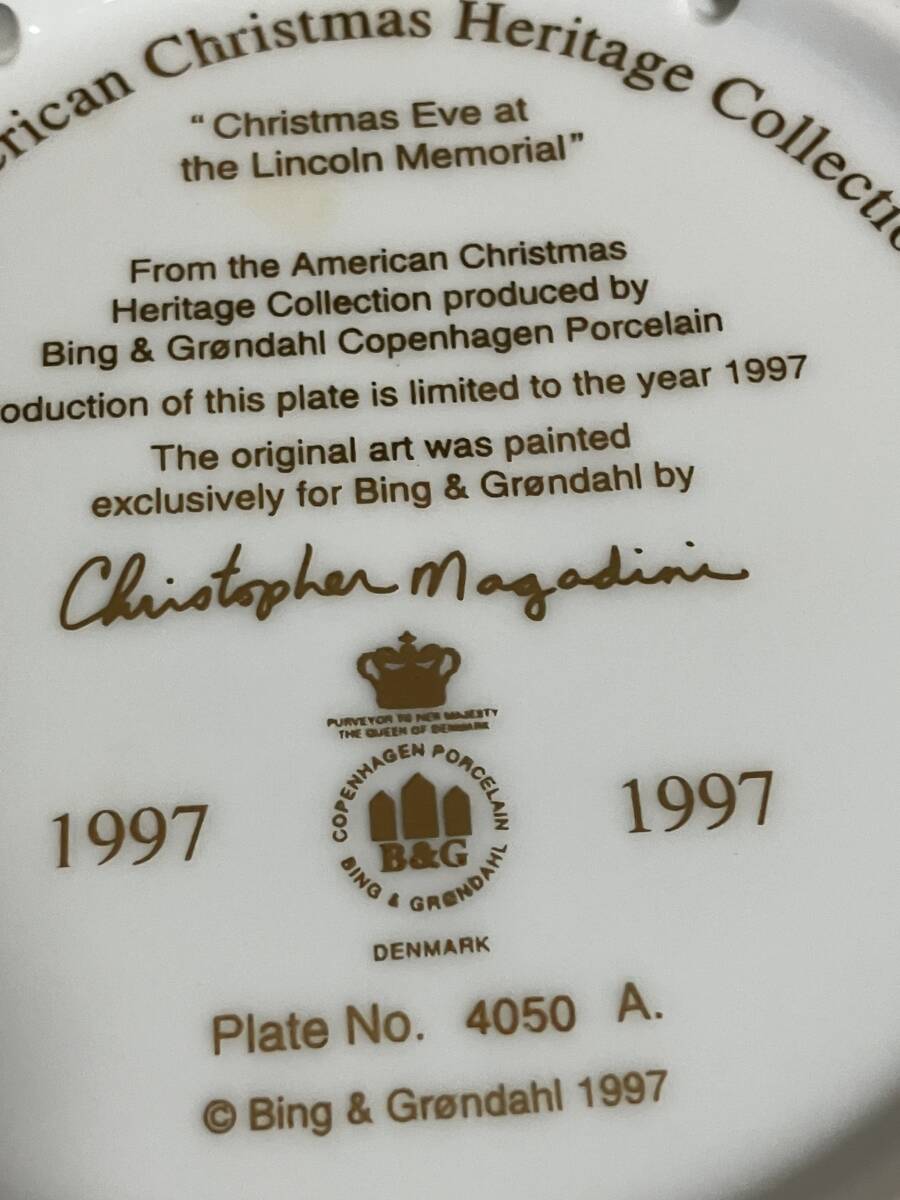 rican Christmas Heritage Collectio
“Christmas Eve at
the Lincoln Memorial”
From the American Christmas
Heritage Collection produced by
Bing & Grøndahl Copenhagen Porcelain
oduction of this plate is limited to the year 1997
The original art was painted
exclusively for Bing & Grøndahl by
Christopher Magadini
PURVEYOR TO HER MAJESTY
THE QUEEN OF DENMARK
COPENHAGEN PORCELAIN
B&G
BING & GRØNDAHL
1997
1997
DENMARK
Plate No. 4050 A.
© Bing & Grøndahl 1997